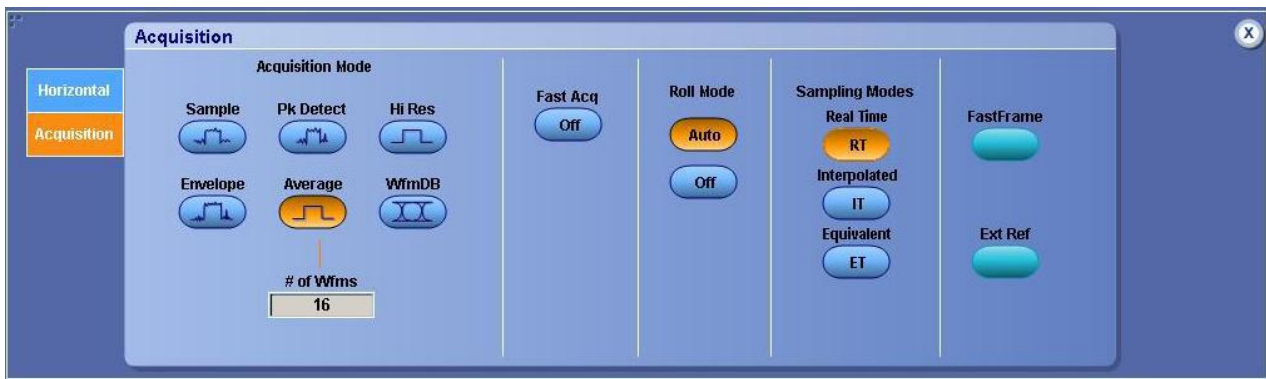 Acquisition
X
Horizontal
Acquisition
Acquisition Mode
Sample
Pk Detect
Hi Res
Envelope
Average
WfmDB
# of Wfms
16
Fast Acq
Off
Roll Mode
Auto
Off
Sampling Modes
Real Time
RT
Interpolated
IT
Equivalent
ET
FastFrame
Ext Ref